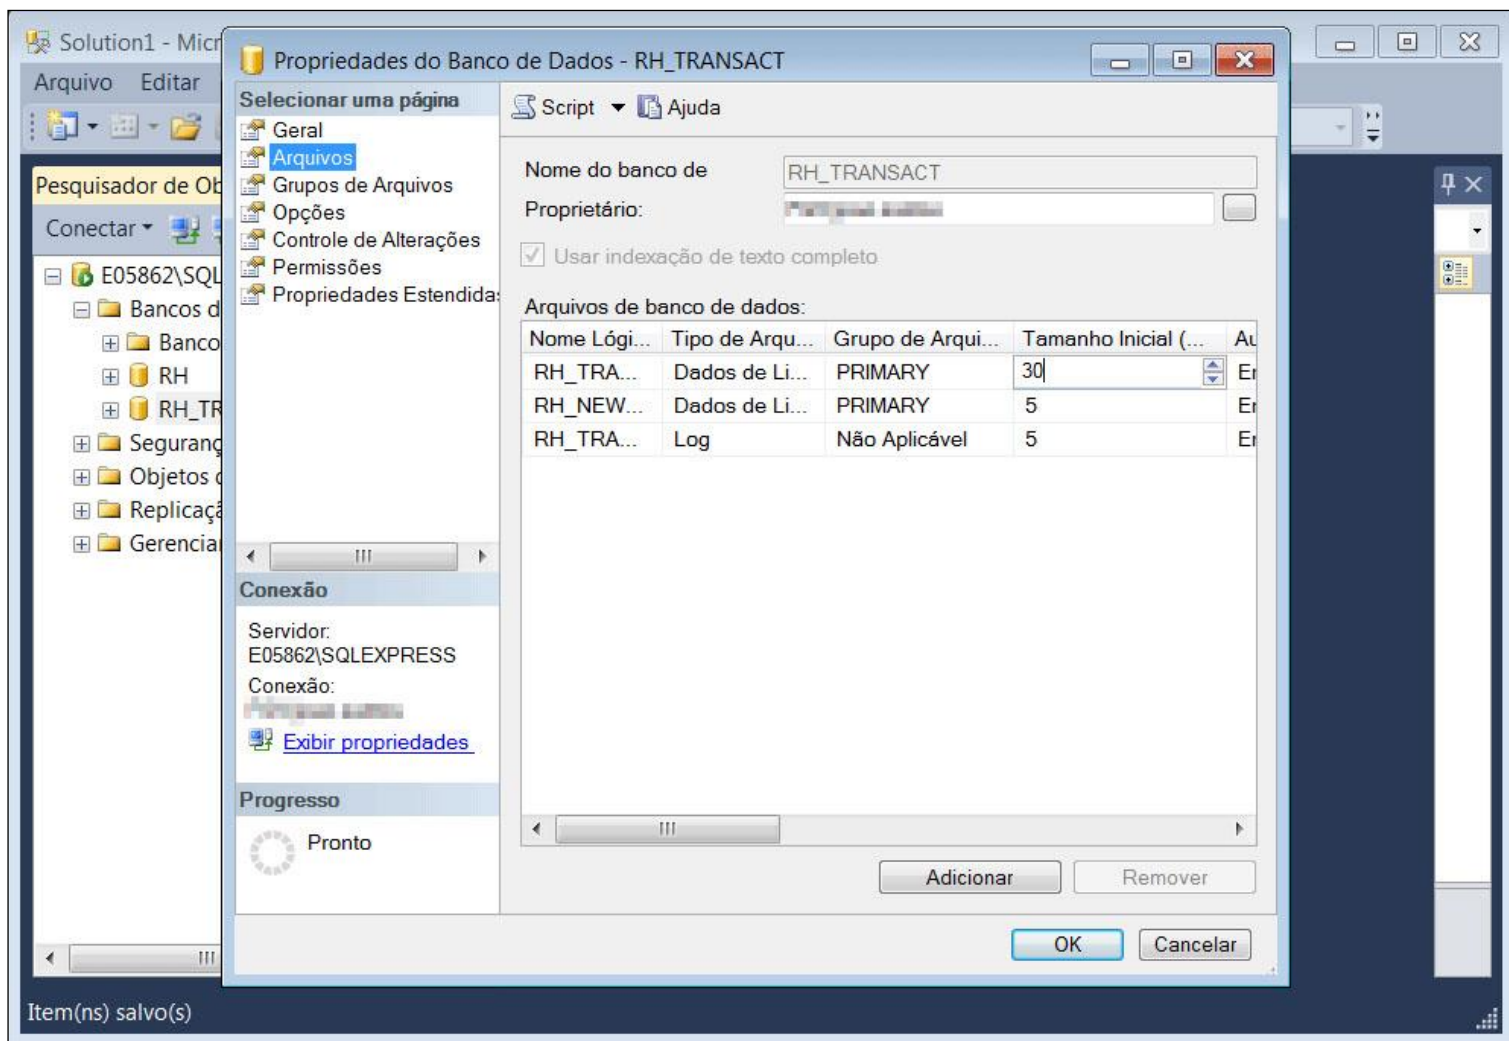 Solution1 - Micr
Arquivo Editar
Pesquisador de Ob
Conectar
E05862\SQL
Bancos d
Banco
RH
RH_TR
Seguranç
Objetos
Replicaçã
Gerencia
Item(ns) salvo(s)
Propriedades do Banco de Dados - RH_TRANSACT
Selecionar uma página
Geral
Arquivos
Grupos de Arquivos
Opções
Controle de Alterações
Permissões
Propriedades Estendida
Conexão
Servidor:
E05862\SQLEXPRESS
Conexão:
Exibir propriedades
Progresso
Pronto
Script Ajuda
Nome do banco de RH_TRANSACT
Proprietário:
Usar indexação de texto completo
Arquivos de banco de dados:
Nome Lógi... Tipo de Arqu... Grupo de Arqui... Tamanho Inicial (... Au
RH_TRA... Dados de Li... PRIMARY 30 Er
RH_NEW... Dados de Li... PRIMARY 5 Er
RH_TRA... Log Não Aplicável 5 Er
Adicionar Remover
OK Cancelar